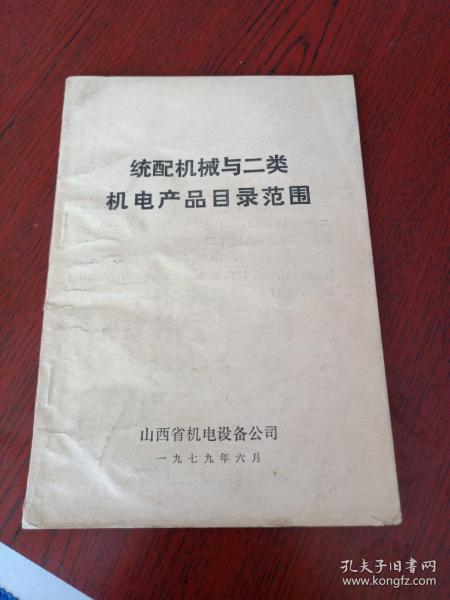 统配机械与二类
机电产品目录范围
山西省机电设备公司
一九七九年六月
孔夫子旧书网
www.kongfz.com